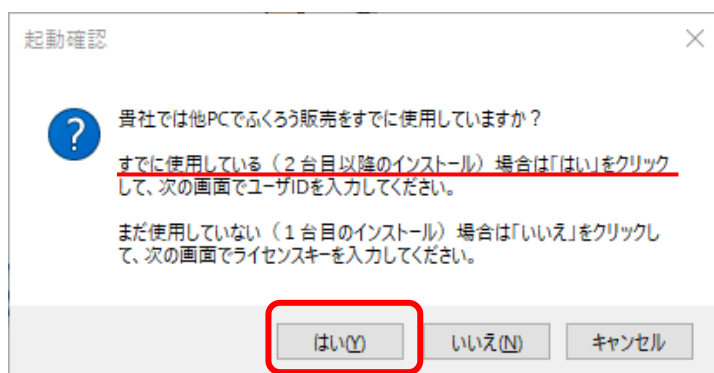 起動確認
貴社では他PCでふくろう販売をすでに使用していますか？
すでに使用している（２台目以降のインストール）場合は「はい」をクリック
して、次の画面でユーザIDを入力してください。
まだ使用していない（１台目のインストール）場合は「いいえ」をクリックし
て、次の画面でライセンスキーを入力してください。
はい(Y) いいえ(N) キャンセル